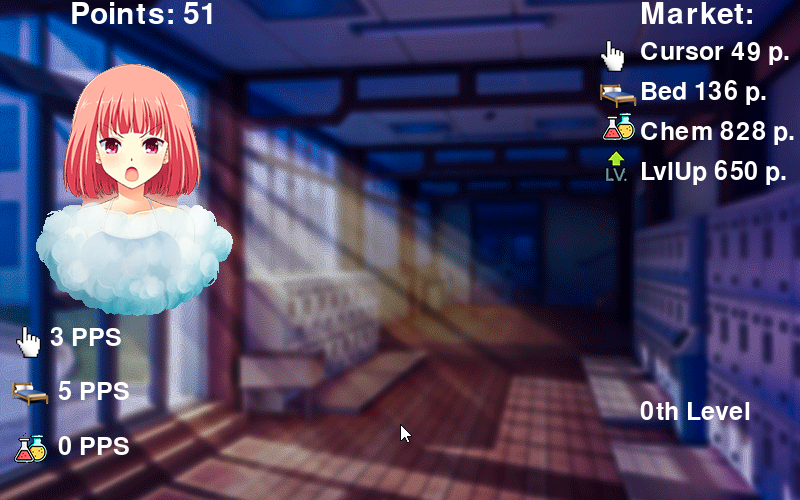 Points: 51
Market:
Cursor 49 p.
Bed 136 p.
Chem 828 p.
LV.
LvlUp 650 p.
3 PPS
5 PPS
0th Level
0 PPS